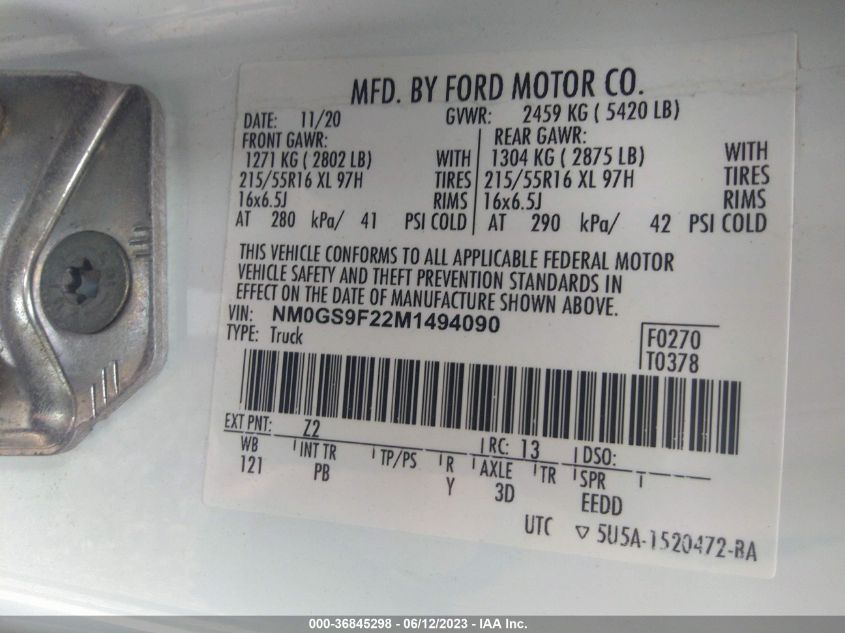 MFD. BY FORD MOTOR CO.
DATE: 11/20 GVWR: 2459 KG ( 5420 LB)
FRONT GAWR: REAR GAWR:
1271 KG ( 2802 LB) WITH 1304 KG ( 2875 LB) WITH
215/55R16 XL 97H TIRES 215/55R16 XL 97H TIRES
16x6.5J RIMS 16x6.5J RIMS
AT 280 kPa/ 41 PSI COLD AT 290 kPa/ 42 PSI COLD
THIS VEHICLE CONFORMS TO ALL APPLICABLE FEDERAL MOTOR
VEHICLE SAFETY AND THEFT PREVENTION STANDARDS IN
EFFECT ON THE DATE OF MANUFACTURE SHOWN ABOVE.
VIN: NM0GS9F22M1494090
TYPE: Truck
F0270
T0378
EXT PNT: Z2 RC: 13 DSO:
WB INT TR TP/PS R AXLE TR SPR
121 PB Y 3D EEDD
UTC ▽ 5U5A-1520472-BA
000-36845298 - 06/12/2023 - IAA Inc.